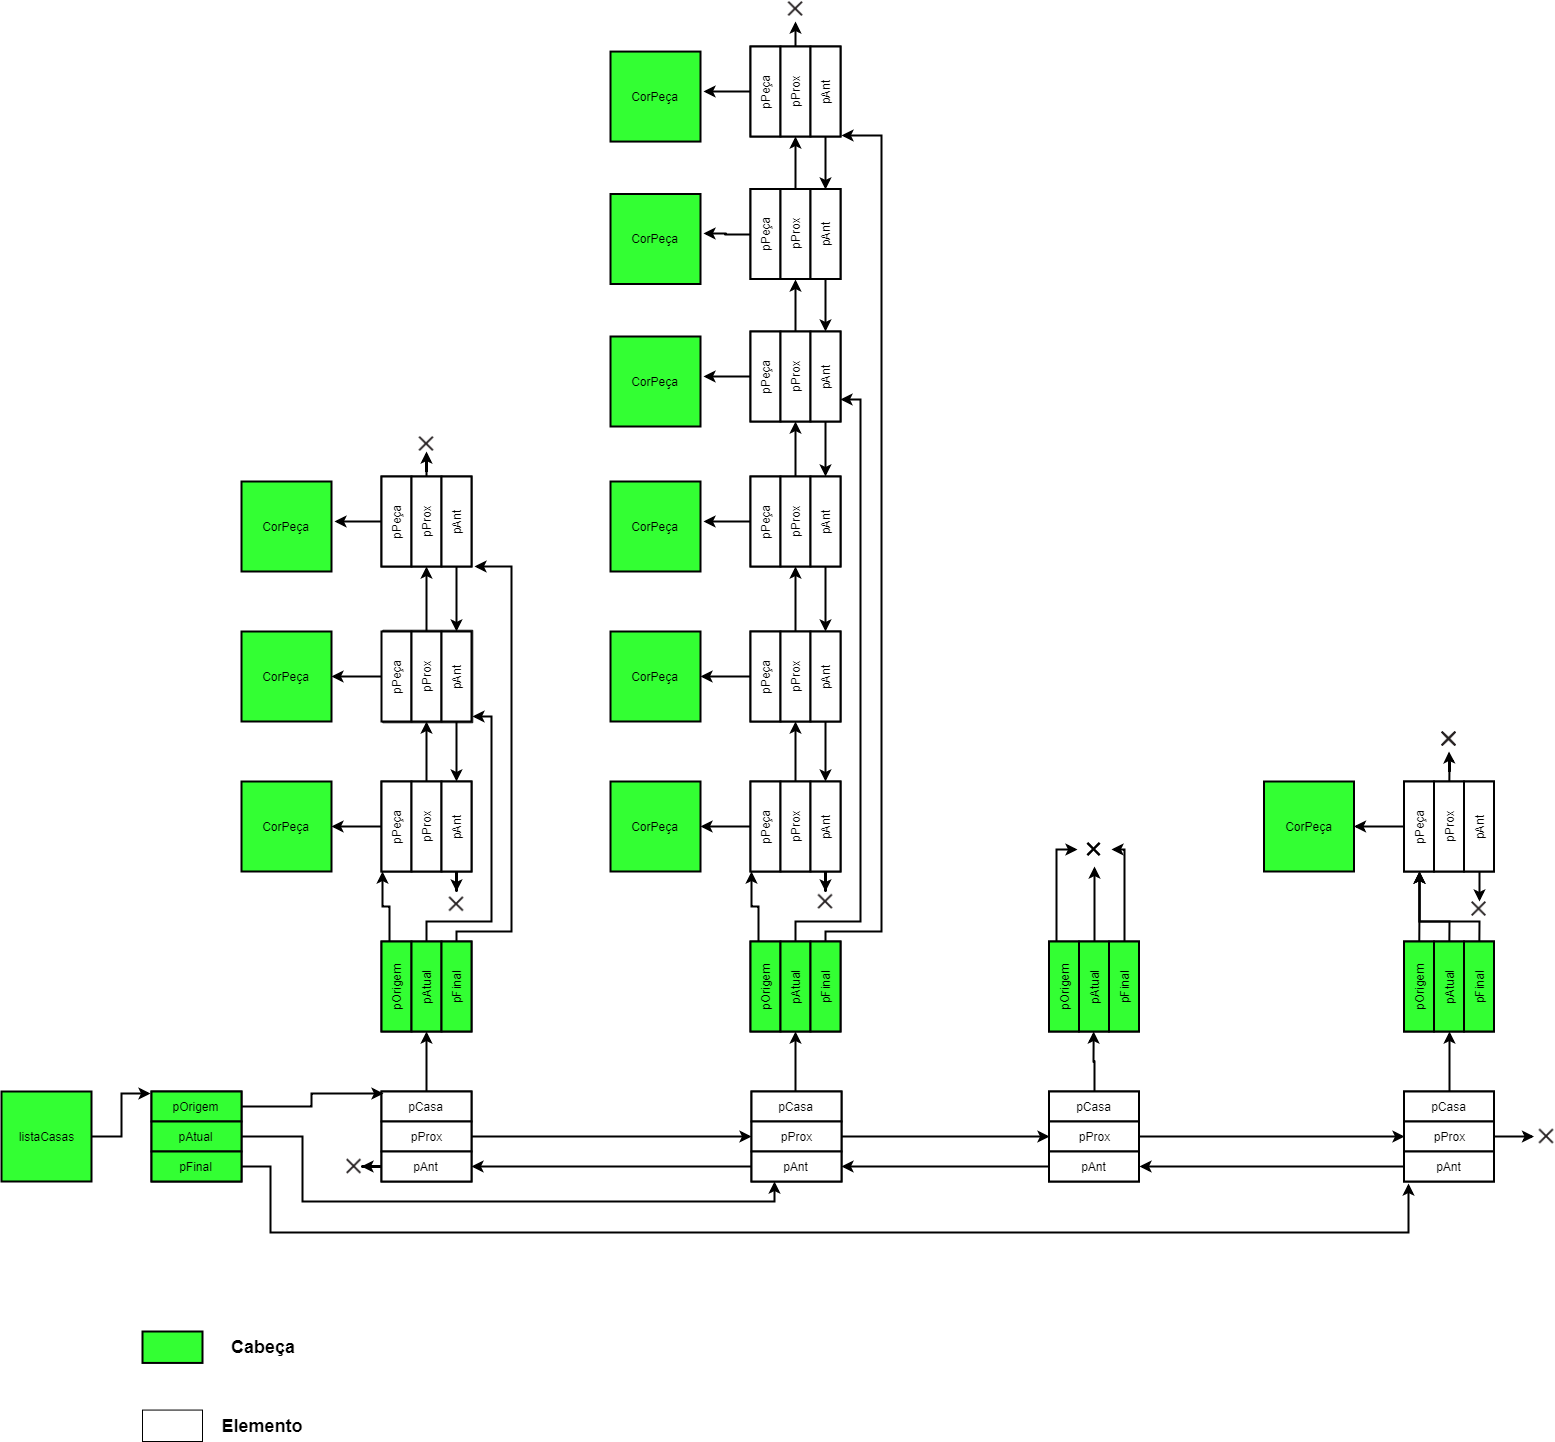 CorPeça
pPeça pProx pAnt
CorPeça
pPeça pProx pAnt
CorPeça
pPeça pProx pAnt
CorPeça
pPeça pProx pAnt
CorPeça
pPeça pProx pAnt
CorPeça
pPeça pProx pAnt
CorPeça
pPeça pProx pAnt
CorPeça
pPeça pProx pAnt
CorPeça
pPeça pProx pAnt
CorPeça
pPeça pProx pAnt
pOrigem pAtual pFinal
pOrigem pAtual pFinal
pOrigem pAtual pFinal
pOrigem pAtual pFinal
listaCasas
pOrigem
pAtual
pFinal
pCasa
pProx
pAnt
pCasa
pProx
pAnt
pCasa
pProx
pAnt
pCasa
pProx
pAnt
Cabeça
Elemento